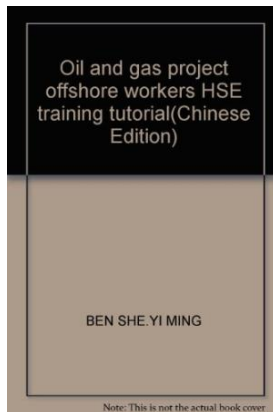 Oil and gas project
offshore workers HSE
training tutorial(Chinese
Edition)
BEN SHE.YI MING
Note: This is not the actual book cover